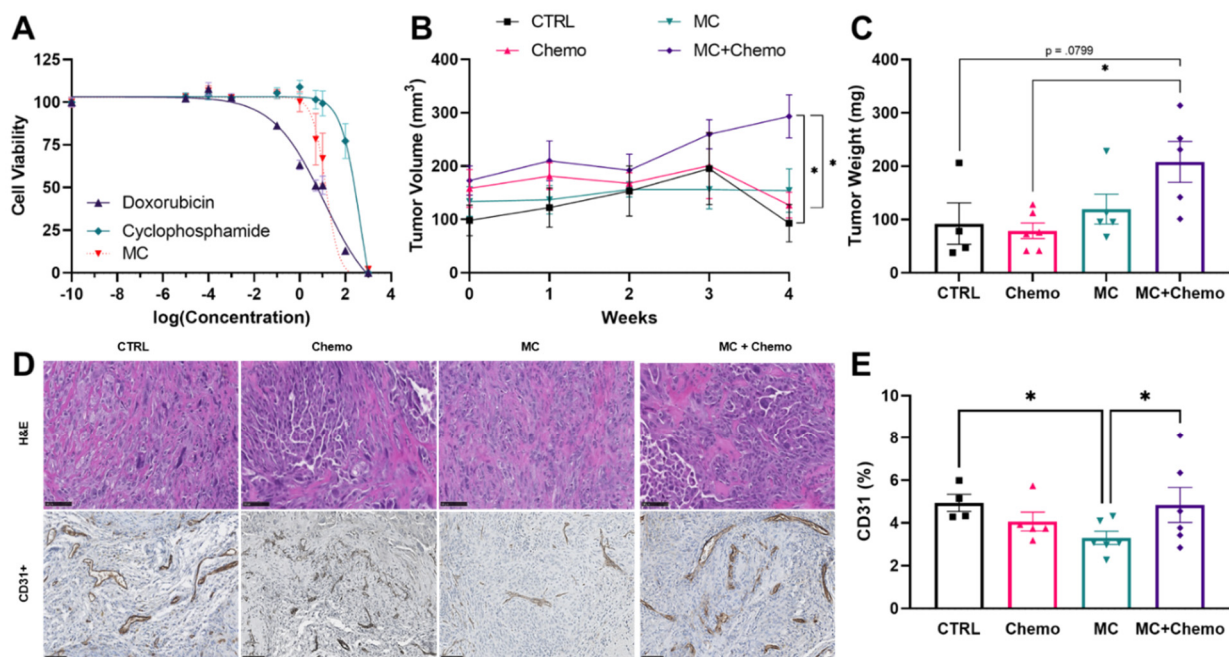 A
Cell Viability
125
100
75
50
25
0
-10 -8 -6 -4 -2 0 2 4
log(Concentration)
Doxorubicin
Cyclophosphamide
MC
B
CTRL
Chemo
MC
MC+Chemo
Tumor Volume (mm³)
400
300
200
100
0
0 1 2 3 4
Weeks
*
*
C
Tumor Weight (mg)
400
300
200
100
0
p = .0799
*
CTRL Chemo MC MC+Chemo
D
CTRL Chemo MC MC + Chemo
H&E
CD31+
E
CD31 (%)
10
8
6
4
2
0
*
*
CTRL Chemo MC MC+Chemo